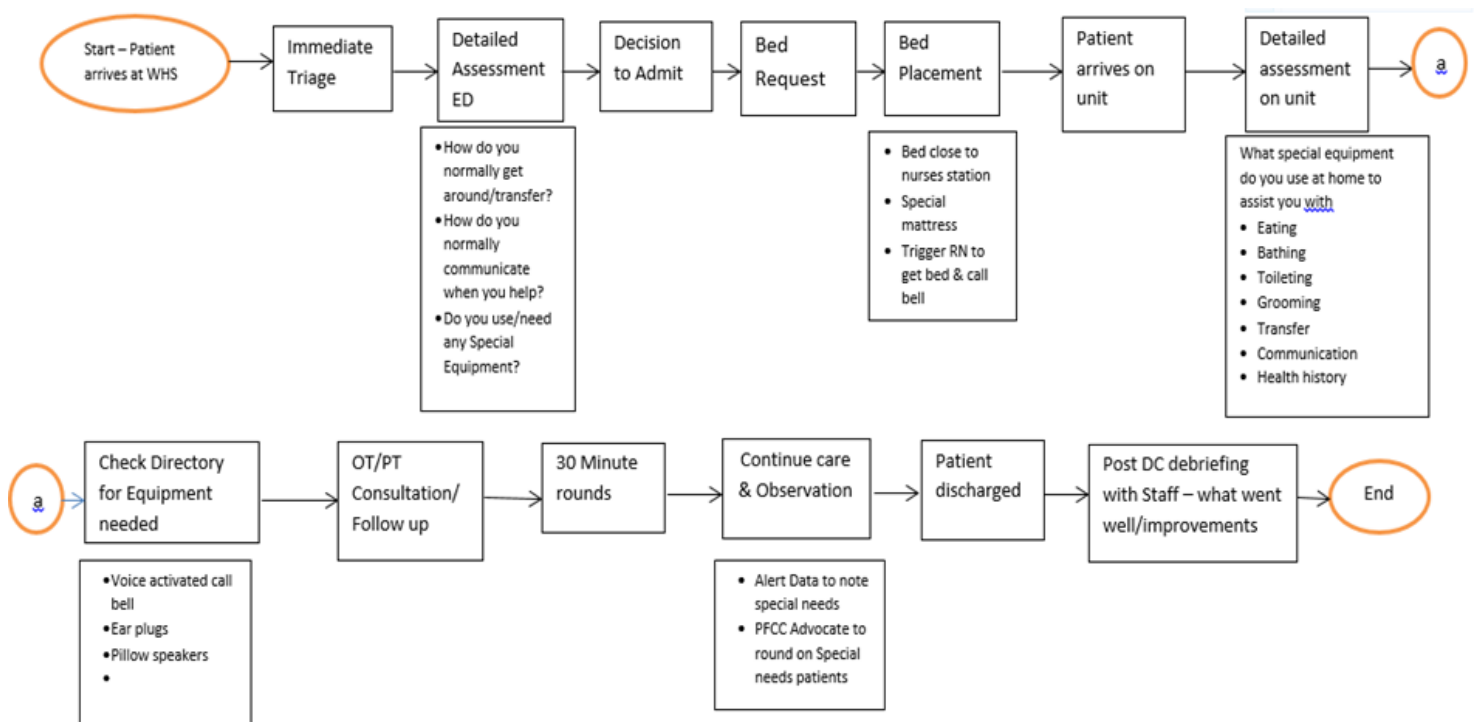 Start – Patient
arrives at WHS
Immediate
Triage
Detailed
Assessment
ED
Decision
to Admit
Bed
Request
Bed
Placement
Patient
arrives on
unit
Detailed
assessment
on unit
a
•How do you
normally get
around/transfer?
•How do you
normally
communicate
when you help?
•Do you use/need
any Special
Equipment?
• Bed close to
nurses station
• Special
mattress
• Trigger RN to
get bed & call
bell
What special equipment
do you use at home to
assist you with
• Eating
• Bathing
• Toileting
• Grooming
• Transfer
• Communication
• Health history
a
Check Directory
for Equipment
needed
OT/PT
Consultation/
Follow up
30 Minute
rounds
Continue care
& Observation
Patient
discharged
Post DC debriefing
with Staff – what went
well/improvements
End
•Voice activated call
bell
•Ear plugs
•Pillow speakers
•
• Alert Data to note
special needs
• PFCC Advocate to
round on Special
needs patients